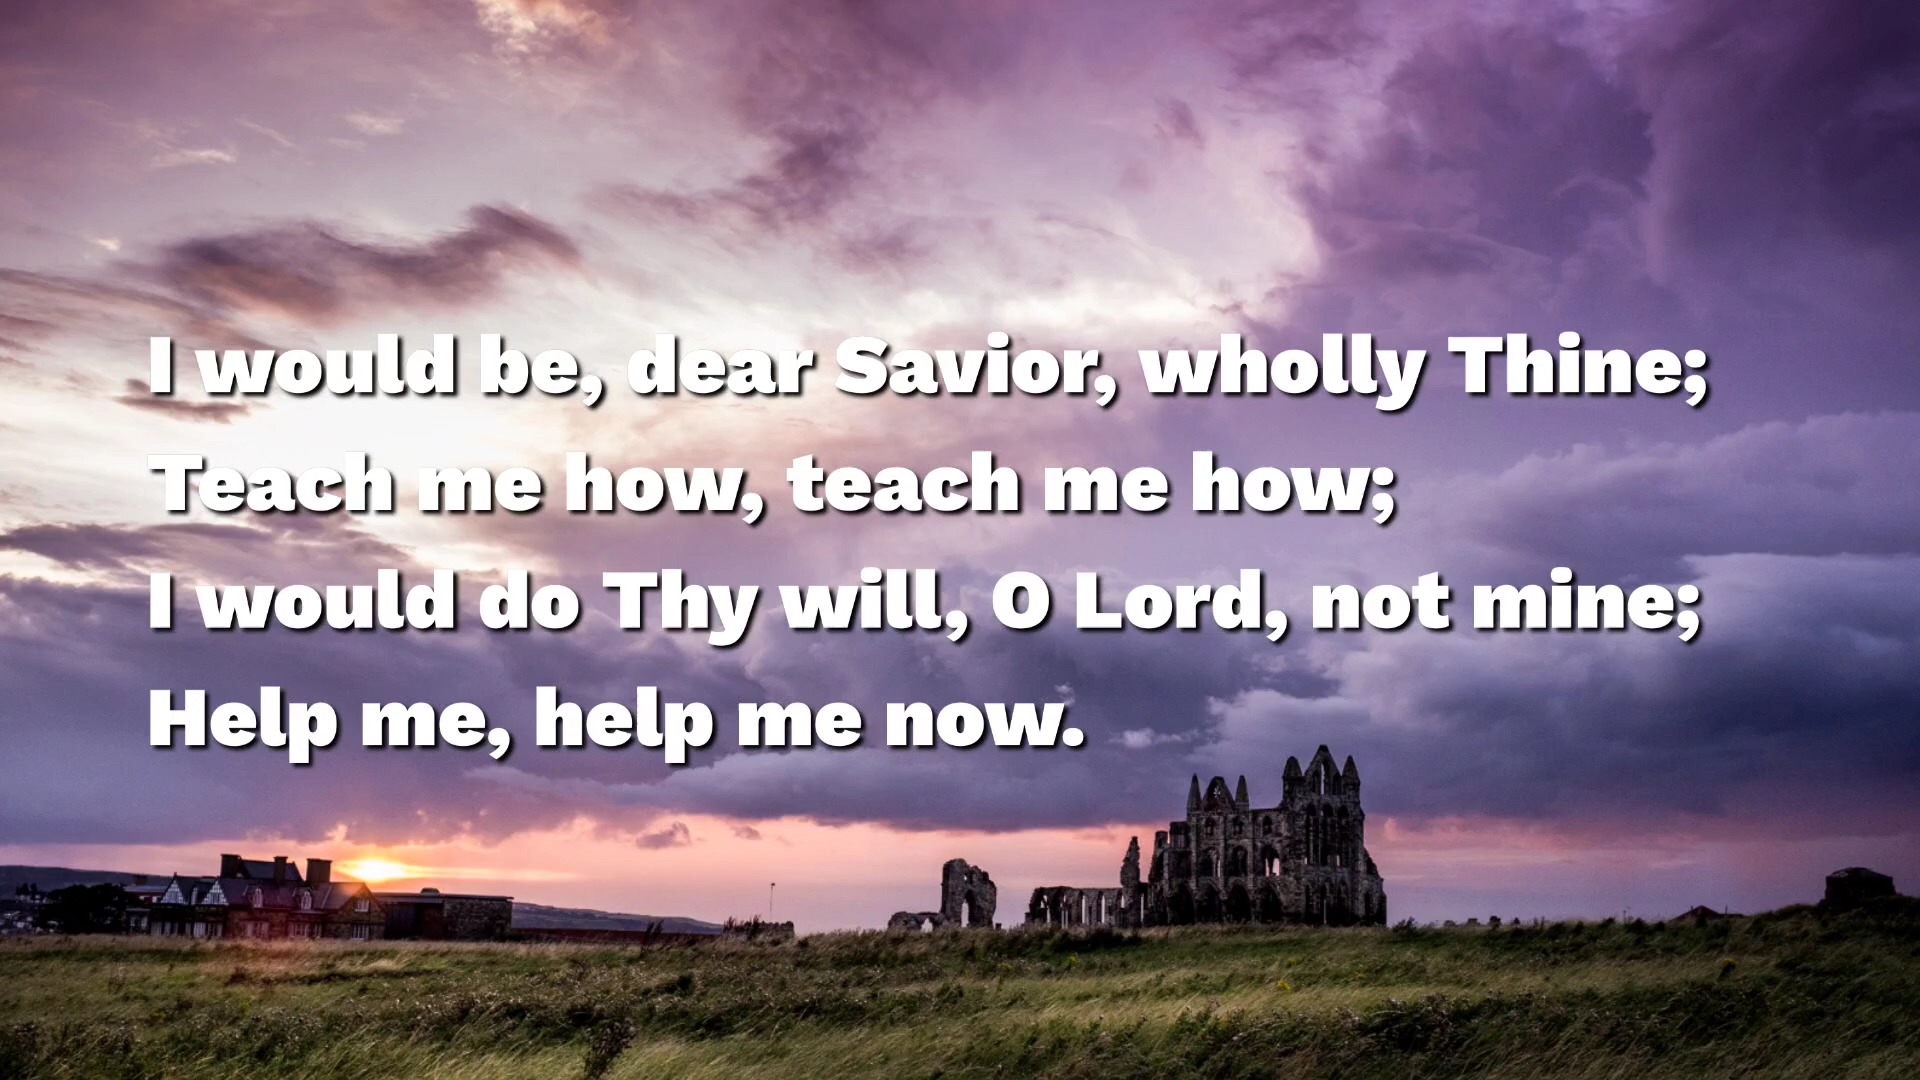 I would be, dear Savior, wholly Thine;
Teach me how, teach me how;
I would do Thy will, O Lord, not mine;
Help me, help me now.